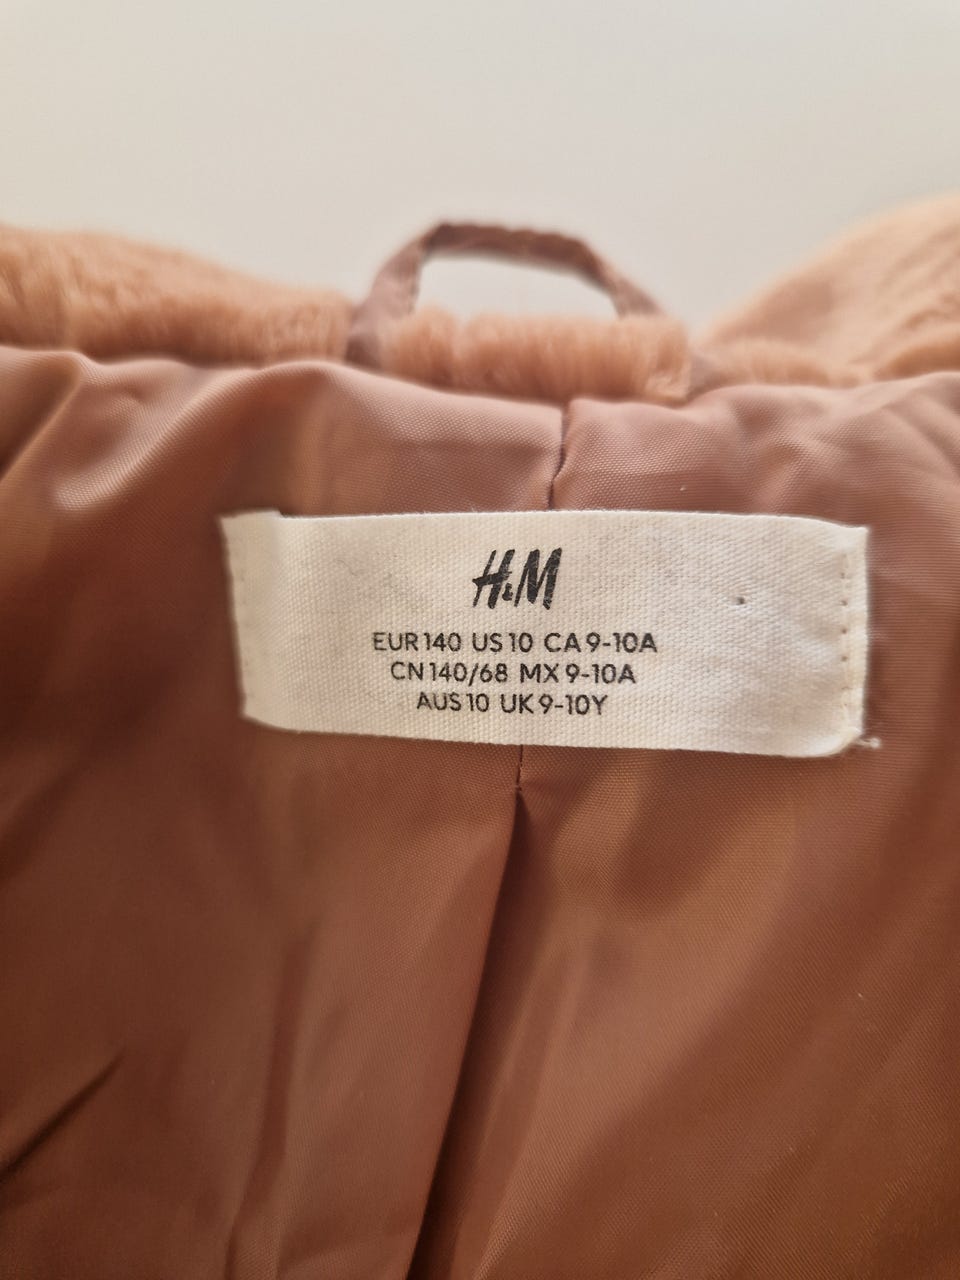 H&M
EUR 140 US 10 CA 9-10A
CN 140/68 MX 9-10A
AUS 10 UK 9-10Y